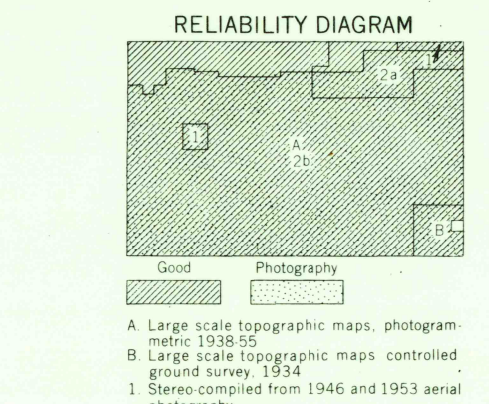 RELIABILITY DIAGRAM
1
2a
1
A
2b
B
Good Photography
A. Large scale topographic maps, photogram-
metric 1938-55
B. Large scale topographic maps controlled
ground survey, 1934
1. Stereo-compiled from 1946 and 1953 aerial